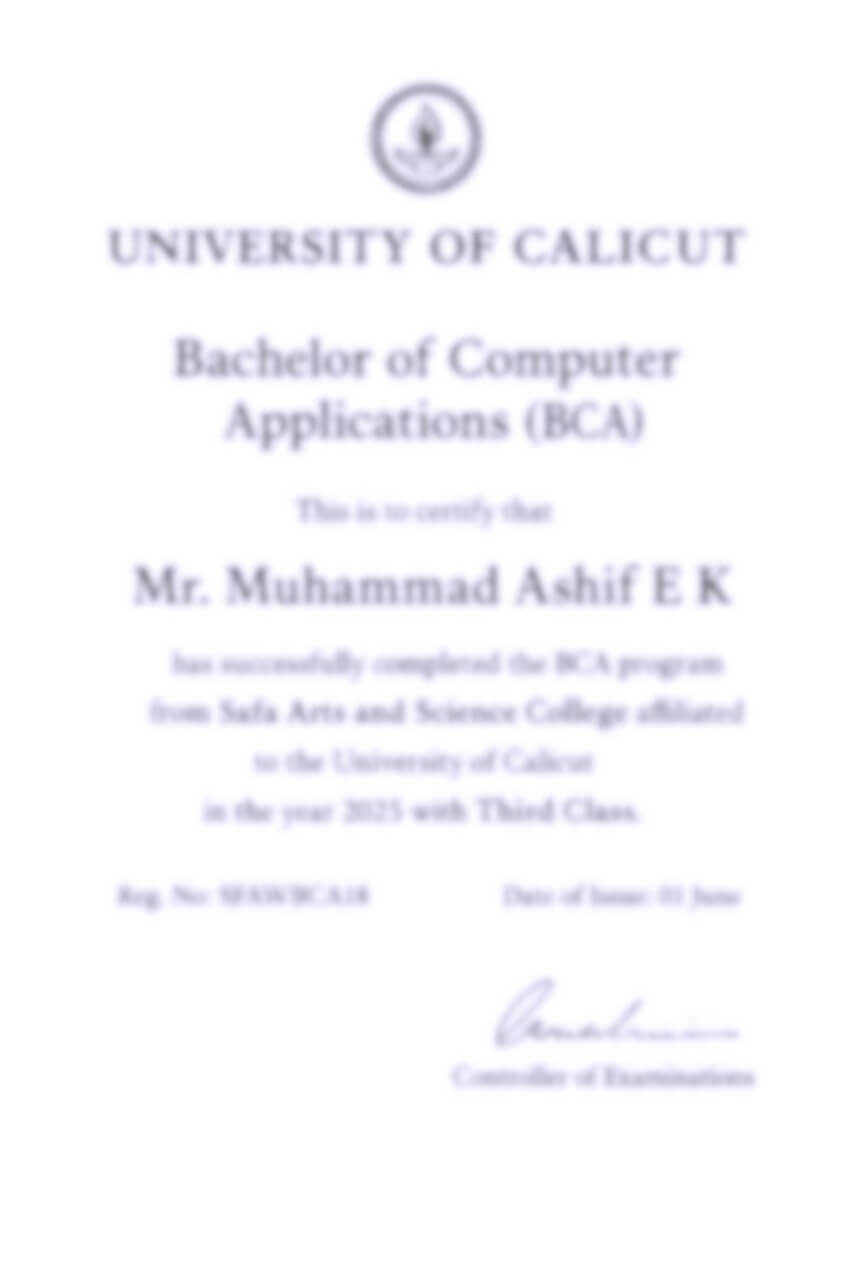 UNIVERSITY OF CALICUT
Bachelor of Computer
Applications (BCA)
This is to certify that
Mr. Muhammad Ashif E K
has successfully completed the BCA program
from Safa Arts and Science College affiliated
to the University of Calicut
in the year 2025 with Third Class.
Reg. No: SFAWBCA18 Date of Issue: 01 June
Controller of Examinations